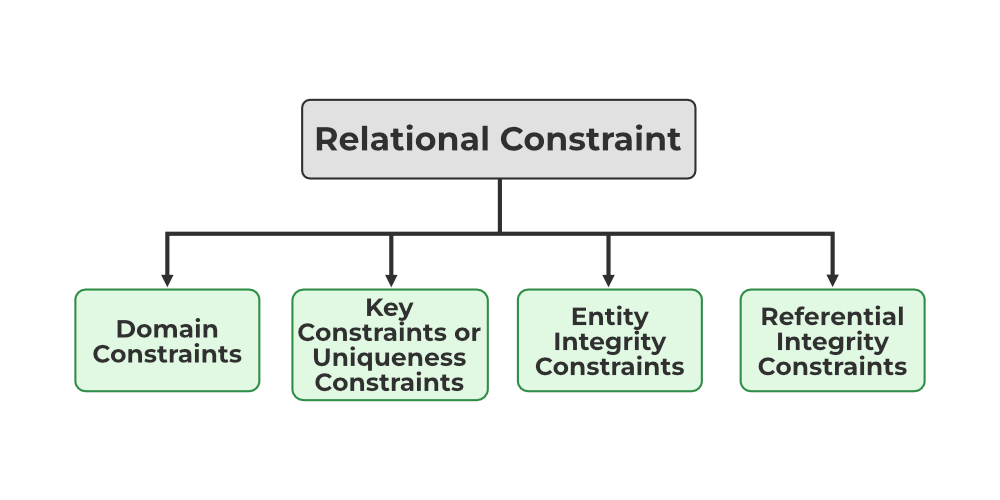 Relational Constraint
Domain
Constraints
Key
Constraints or
Uniqueness
Constraints
Entity
Integrity
Constraints
Referential
Integrity
Constraints